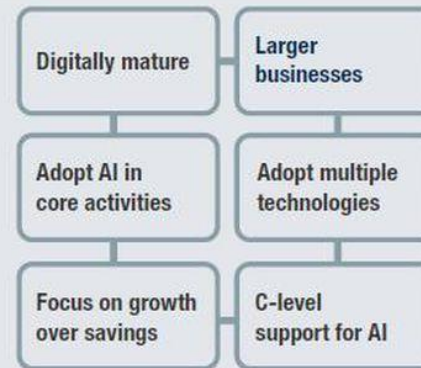 Digitally mature
Larger
businesses
Adopt AI in
core activities
Adopt multiple
technologies
Focus on growth
over savings
C-level
support for AI